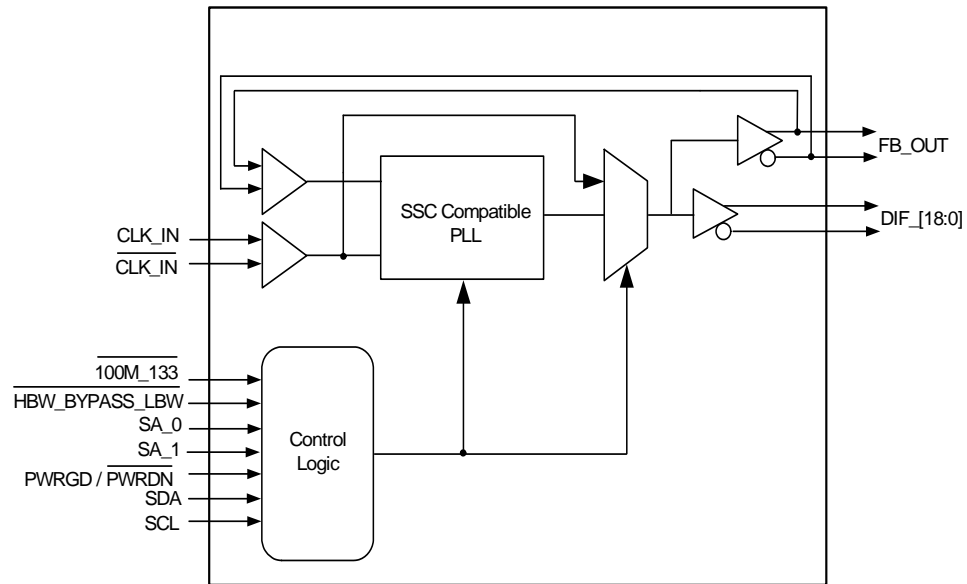 FB_OUT
SSC Compatible
PLL
DIF_[18:0]
CLK_IN
CLK_IN
100M_133
HBW_BYPASS_LBW
SA_0
SA_1
PWRGD / PWRDN
SDA
SCL
Control
Logic